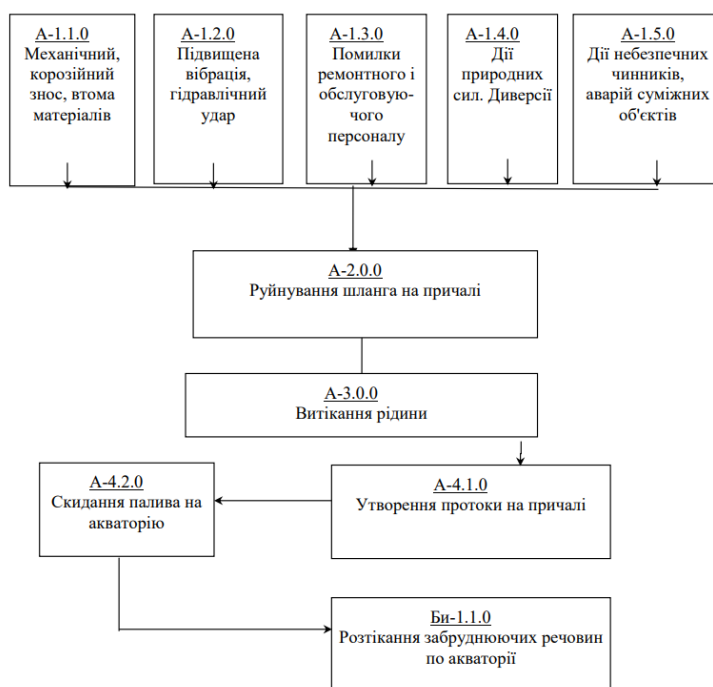 А-1.1.0
Механічний,
корозійний
знос, втома
матеріалів
А-1.2.0
Підвищена
вібрація,
гідравлічний
удар
А-1.3.0
Помилки
ремонтного і
обслуговую-
чого
персоналу
А-1.4.0
Дії
природних
сил. Диверсії
А-1.5.0
Дії небезпечних
чинників,
аварій суміжних
об'єктів
А-2.0.0
Руйнування шланга на причалі
А-3.0.0
Витікання рідини
А-4.2.0
Скидання палива на
акваторію
А-4.1.0
Утворення протоки на причалі
Би-1.1.0
Розтікання забруднюючих речовин
по акваторії